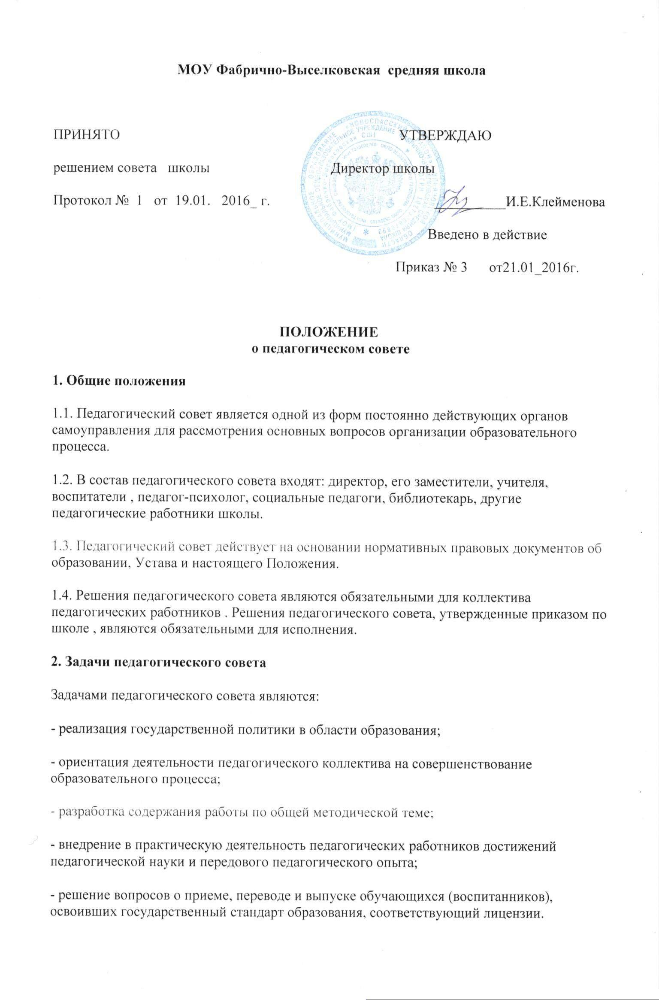 МОУ Фабрично-Выселковская средняя школа
ПРИНЯТО
УТВЕРЖДАЮ
решением совета школы
Директор школы
Протокол № 1 от 19.01. 2016_ г.
__________И.Е.Клейменова
Введено в действие
Приказ № 3 от21.01_2016г.
ПОЛОЖЕНИЕ
о педагогическом совете
1. Общие положения
1.1. Педагогический совет является одной из форм постоянно действующих органов
самоуправления для рассмотрения основных вопросов организации образовательного
процесса.
1.2. В состав педагогического совета входят: директор, его заместители, учителя,
воспитатели , педагог-психолог, социальные педагоги, библиотекарь, другие
педагогические работники школы.
1.3. Педагогический совет действует на основании нормативных правовых документов об
образовании, Устава и настоящего Положения.
1.4. Решения педагогического совета являются обязательными для коллектива
педагогических работников . Решения педагогического совета, утвержденные приказом по
школе , являются обязательными для исполнения.
2. Задачи педагогического совета
Задачами педагогического совета являются:
- реализация государственной политики в области образования;
- ориентация деятельности педагогического коллектива на совершенствование
образовательного процесса;
- разработка содержания работы по общей методической теме;
- внедрение в практическую деятельность педагогических работников достижений
педагогической науки и передового педагогического опыта;
- решение вопросов о приеме, переводе и выпуске обучающихся (воспитанников),
освоивших государственный стандарт образования, соответствующий лицензии.